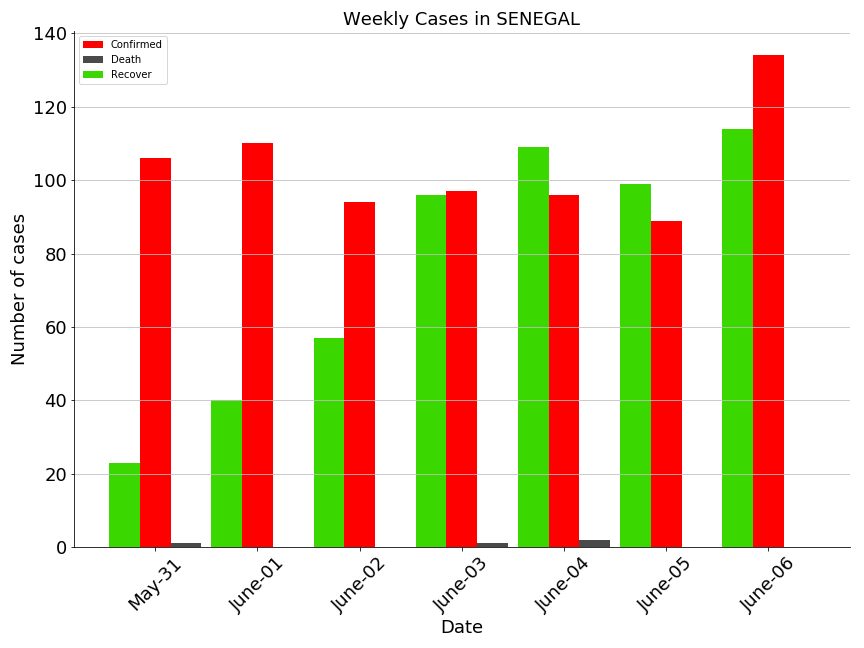 Weekly Cases in SENEGAL
Confirmed
Death
Recover
Number of cases
140
120
100
80
60
40
20
0
May-31
June-01
June-02
June-03
June-04
June-05
June-06
Date